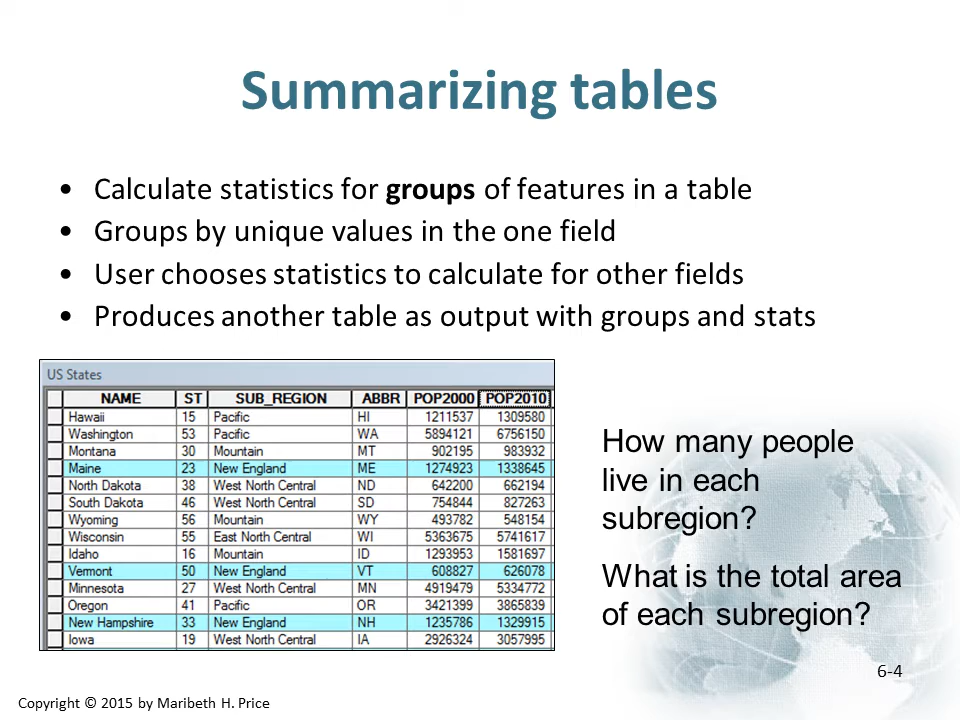 Summarizing tables
• Calculate statistics for groups of features in a table
• Groups by unique values in the one field
• User chooses statistics to calculate for other fields
• Produces another table as output with groups and stats
US States
NAME ST SUB_REGION ABBR POP2000 POP2010
Hawaii 15 Pacific HI 1211537 1309580
Washington 53 Pacific WA 5894121 6756150
Montana 30 Mountain MT 902195 983932
Maine 23 New England ME 1274923 1338645
North Dakota 38 West North Central ND 642200 662194
South Dakota 46 West North Central SD 754844 827263
Wyoming 56 Mountain WY 493782 548154
Wisconsin 55 East North Central WI 5363675 5741617
Idaho 16 Mountain ID 1293953 1581697
Vermont 50 New England VT 608827 626078
Minnesota 27 West North Central MN 4919479 5334772
Oregon 41 Pacific OR 3421399 3865839
New Hampshire 33 New England NH 1235786 1329915
Iowa 19 West North Central IA 2926324 3057995
How many people
live in each
subregion?
What is the total area
of each subregion?
6-4
Copyright © 2015 by Maribeth H. Price